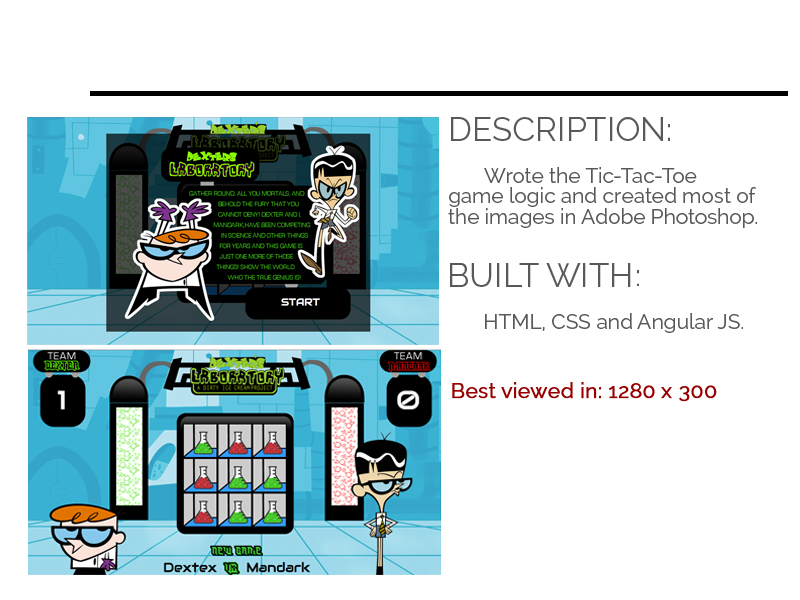 DEXTERS
LABORATORY
GATHER ROUND, ALL YOU MORTALS, AND
BEHOLD THE FURY THAT YOU
CANNOT DENY! DEXTER AND I,
MANDARK,HAVE BEEN COMPETING
IN SCIENCE AND OTHER THINGS
FOR YEARS AND THIS GAME IS
JUST ONE MORE OF THOSE
THINGS! SHOW THE WORLD
WHO THE TRUE GENIUS IS!
START
TEAM
DEXTER
1
DEXTERS
LABORATORY
A DIRTY ICE CREAM PROJECT
TEAM
MANDARK
0
NEW GAME
Dextex VS Mandark
DESCRIPTION:
Wrote the Tic-Tac-Toe
game logic and created most of
the images in Adobe Photoshop.
BUILT WITH:
HTML, CSS and Angular JS.
Best viewed in: 1280 x 300